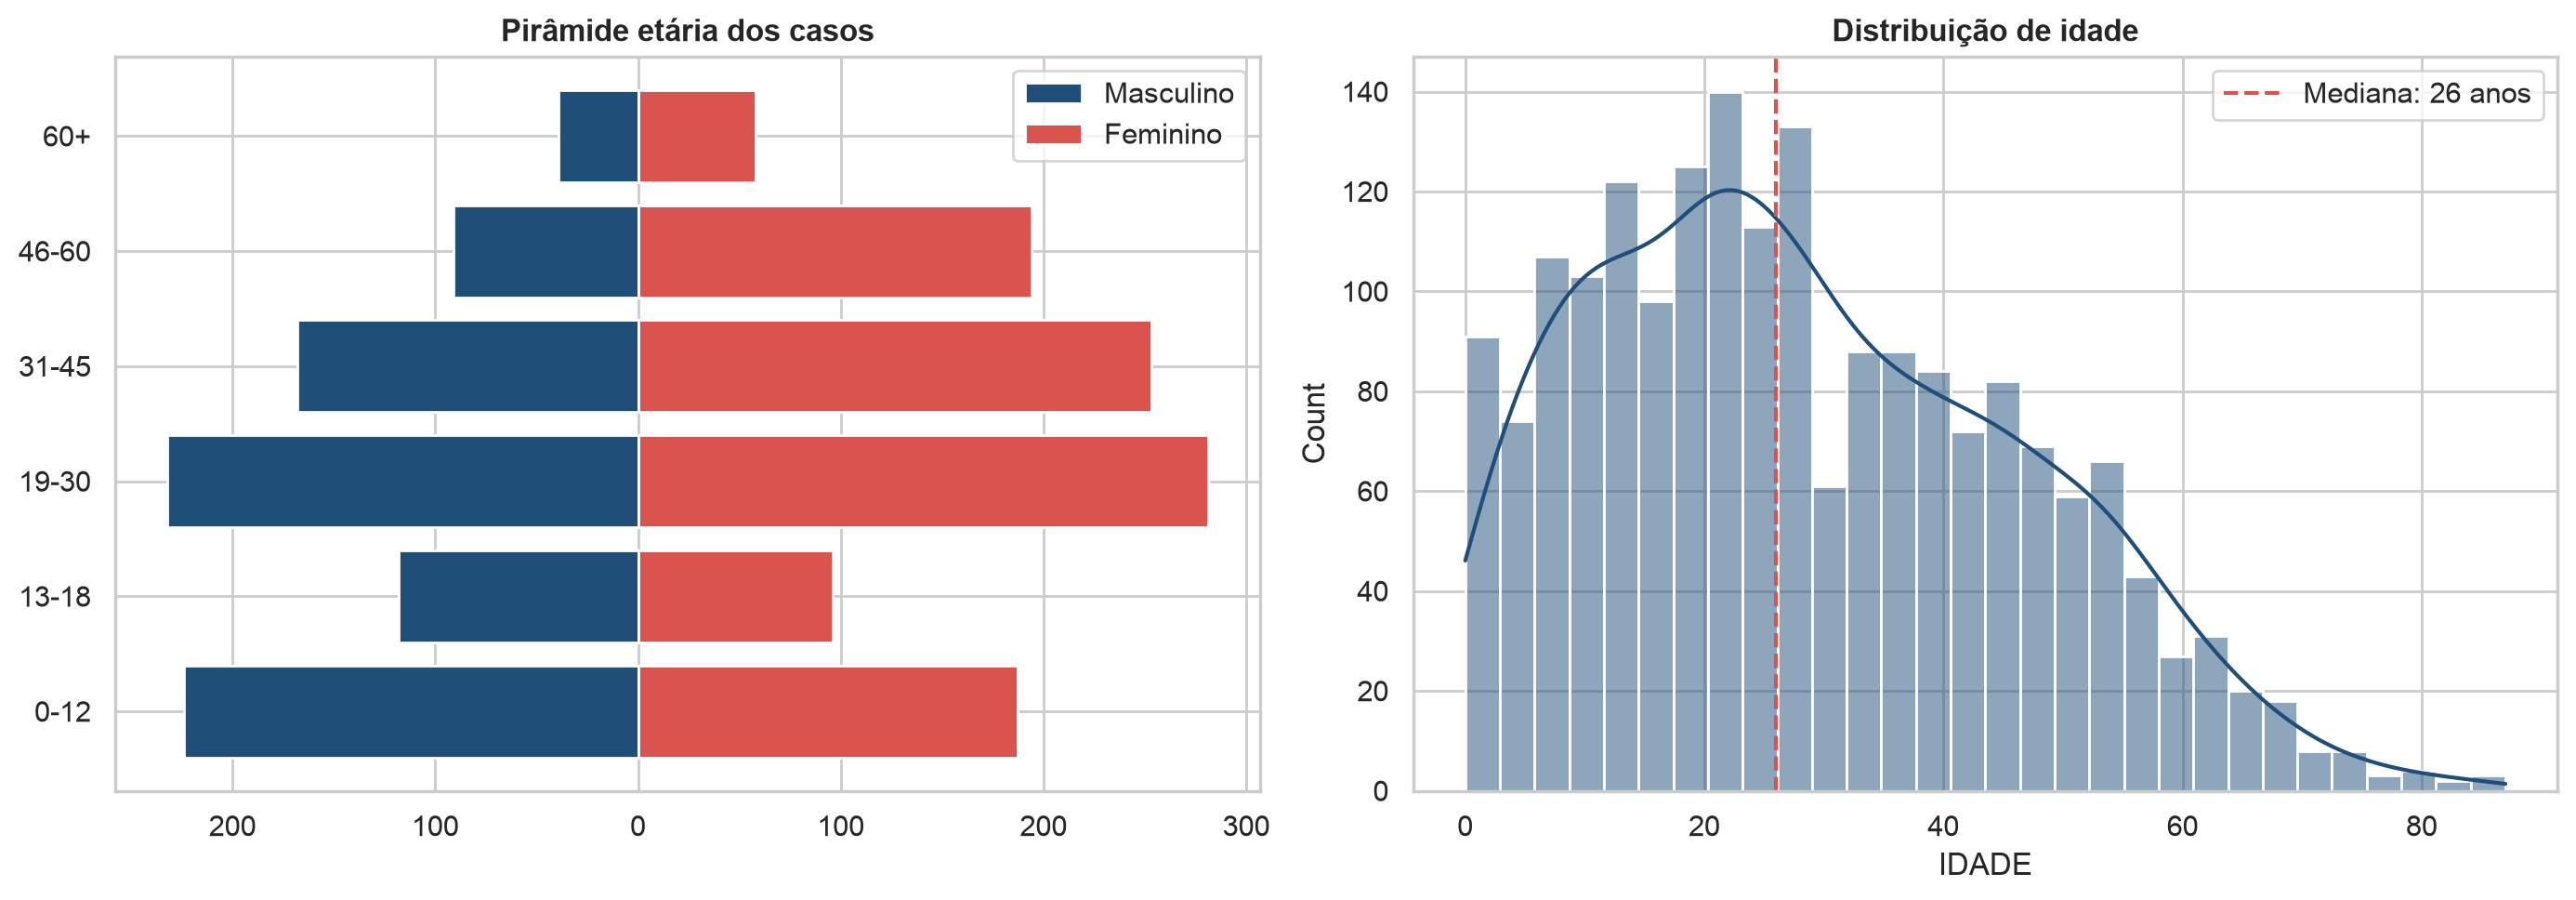 Pirâmide etária dos casos
Masculino
Feminino
60+
46-60
31-45
19-30
13-18
0-12
200 100 0 100 200 300
Distribuição de idade
Mediana: 26 anos
Count
140
120
100
80
60
40
20
0
0 20 40 60 80
IDADE